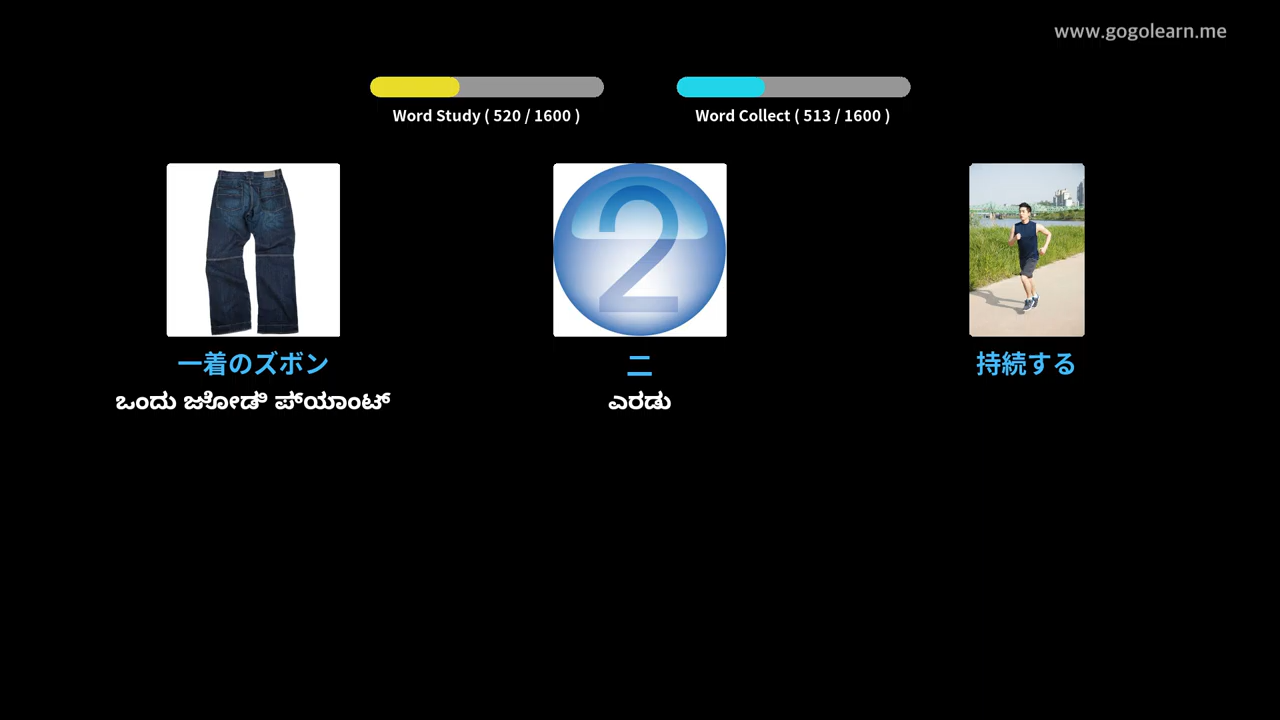 www.gogolearn.me
Word Study ( 520 / 1600 )
Word Collect ( 513 / 1600 )
2
一着のズボン
ಒಂದು ಜೋಡಿ ಪ್ಯಾಂಟ್
二
ಎರಡು
持続する